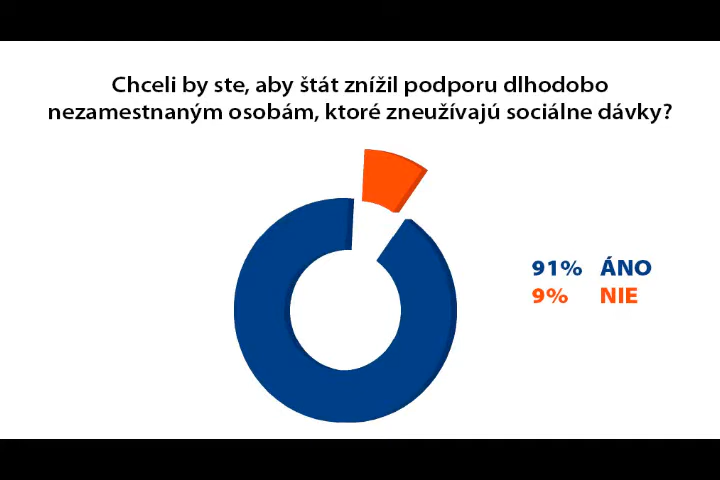 Chceli by ste, aby štát znížil podporu dlhodobo
nezamestnaným osobám, ktoré zneužívajú sociálne dávky?
91% ÁNO
9% NIE